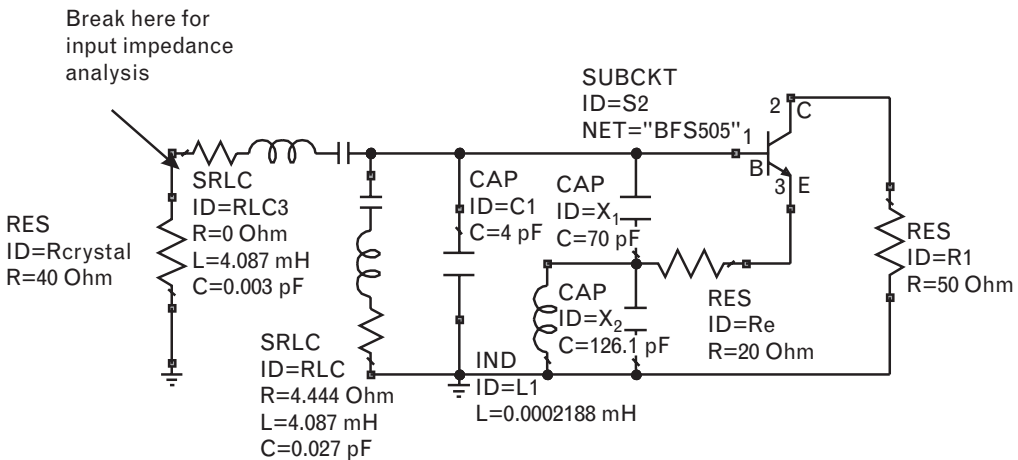 Break here for
input impedance
analysis
RES
ID=Rcrystal
R=40 Ohm
SRLC
ID=RLC3
R=0 Ohm
L=4.087 mH
C=0.003 pF
SRLC
ID=RLC
R=4.444 Ohm
L=4.087 mH
C=0.027 pF
CAP
ID=C1
C=4 pF
IND
ID=L1
L=0.0002188 mH
CAP
ID=X₁
C=70 pF
CAP
ID=X₂
C=126.1 pF
RES
ID=Re
R=20 Ohm
SUBCKT
ID=S2
NET="BFS505"
1
B
2
C
3
E
RES
ID=R1
R=50 Ohm